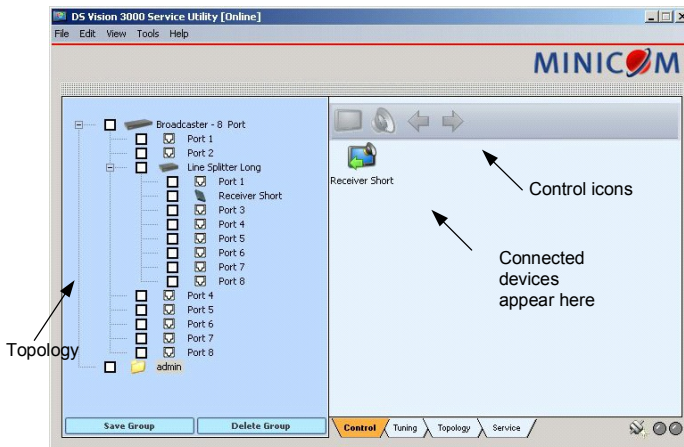 DS Vision 3000 Service Utility [Online]
File Edit View Tools Help
MINICOM
Broadcaster - 8 Port
Port 1
Port 2
Line Splitter Long
Port 1
Receiver Short
Port 3
Port 4
Port 5
Port 6
Port 7
Port 8
Port 4
Port 5
Port 6
Port 7
Port 8
admin
Save Group
Delete Group
Topology
Receiver Short
Control icons
Connected
devices
appear here
Control Tuning Topology Service